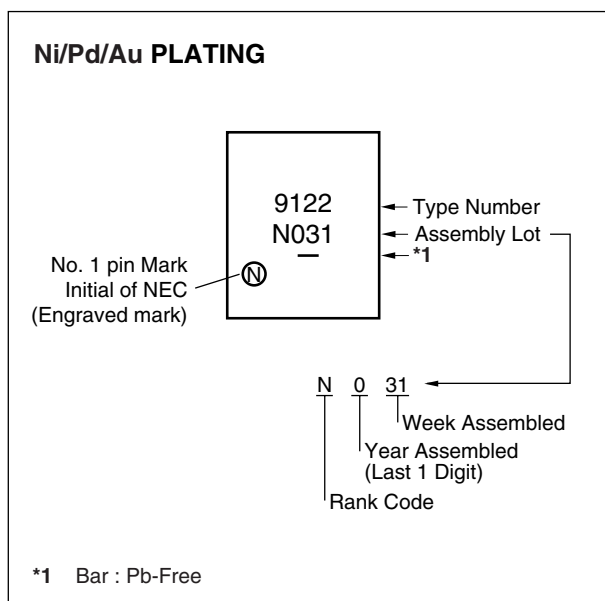 Ni/Pd/Au PLATING
9122
N031
N
Type Number
Assembly Lot
*1
No. 1 pin Mark
Initial of NEC
(Engraved mark)
N 0 31
Week Assembled
Year Assembled
(Last 1 Digit)
Rank Code
*1 Bar : Pb-Free